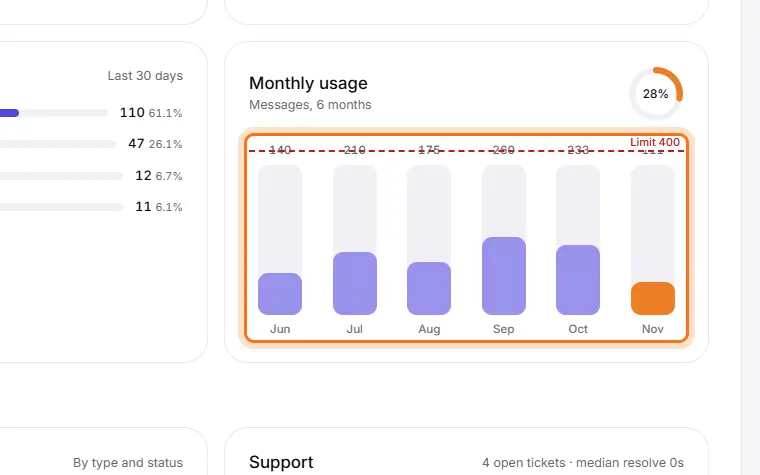 Last 30 days
110 61.1%
47 26.1%
12 6.7%
11 6.1%
Monthly usage
Messages, 6 months
28%
Limit 400
140 210 175 260 233
Jun Jul Aug Sep Oct Nov
By type and status
Support
4 open tickets · median resolve 0s